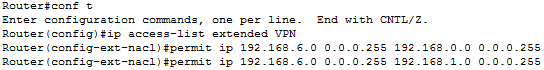 Router#conf t
Enter configuration commands, one per line.  End with CNTL/Z.
Router(config)#ip access-list extended VPN
Router(config-ext-nacl)#permit ip 192.168.6.0 0.0.0.255 192.168.0.0 0.0.0.255
Router(config-ext-nacl)#permit ip 192.168.6.0 0.0.0.255 192.168.1.0 0.0.0.255